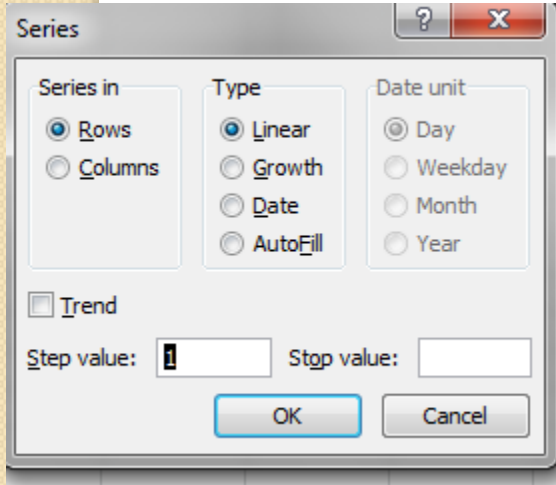 Series
Series in
Rows
Columns
Type
Linear
Growth
Date
AutoFill
Date unit
Day
Weekday
Month
Year
Trend
Step value: 1
Stop value:
OK
Cancel